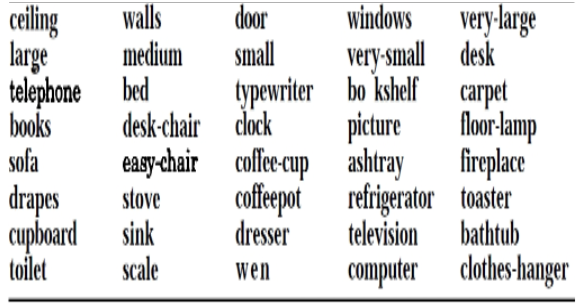 ceiling walls door windows very-large
large medium small very-small desk
telephone bed typewriter bo kshelf carpet
books desk-chair clock picture floor-lamp
sofa easy-chair coffee-cup ashtray fireplace
drapes stove coffeepot refrigerator toaster
cupboard sink dresser television bathtub
toilet scale wen computer clothes-hanger